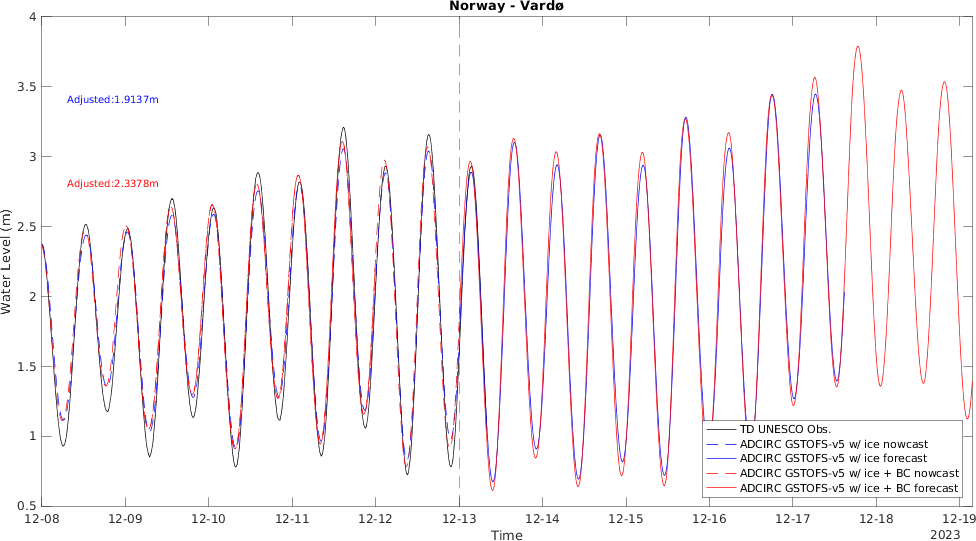 Norway - Vardø
4
3.5
3
2.5
2
1.5
1
0.5
Water Level (m)
Adjusted:1.9137m
Adjusted:2.3378m
TD UNESCO Obs.
ADCIRC GSTOFS-v5 w/ ice nowcast
ADCIRC GSTOFS-v5 w/ ice forecast
ADCIRC GSTOFS-v5 w/ ice + BC nowcast
ADCIRC GSTOFS-v5 w/ ice + BC forecast
12-08 12-09 12-10 12-11 12-12 12-13 12-14 12-15 12-16 12-17 12-18 12-19
Time
2023